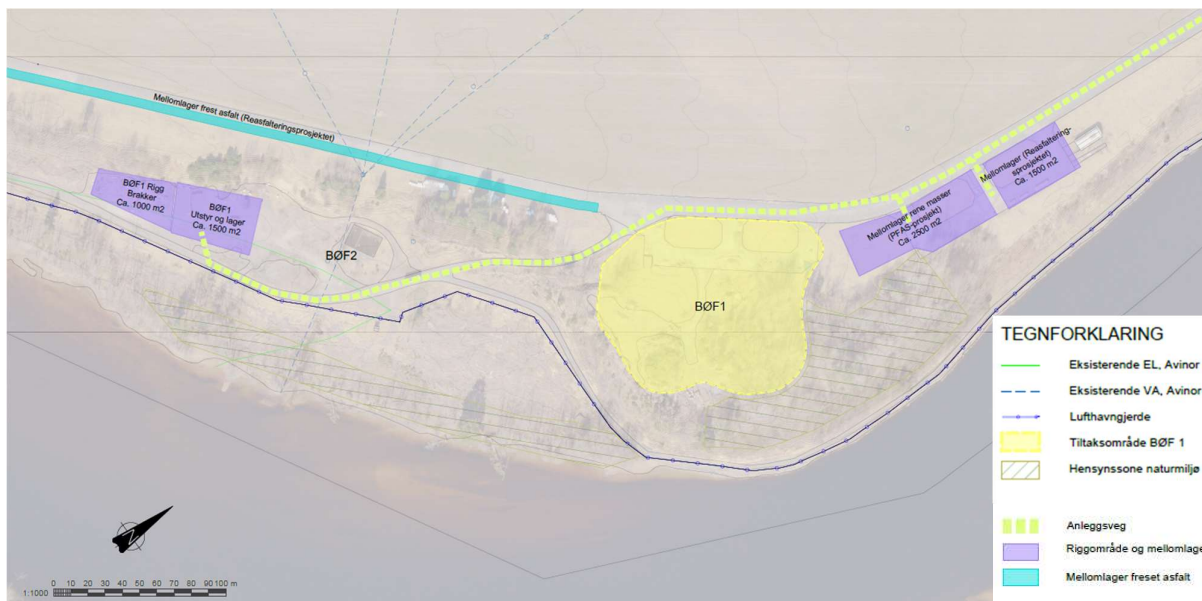 Mellomlager frest asfalt (Reasfalteringsprosjektet)
BØF1 Rigg
Brakker
Ca. 1000 m2
BØF1
Utstyr og lager
Ca. 1500 m2
BØF2
BØF1
Mellomlager rene masser
(PFAS-prosjekt)
Ca. 2500 m2
Mellomlager (Reasfaltering-
sprosjektet)
Ca. 1500 m2
TEGNFORKLARING
Eksisterende EL, Avinor
Eksisterende VA, Avinor
Lufthavngjerde
Tiltaksområde BØF 1
Hensynssone naturmiljø
Anleggsveg
Riggområde og mellomlage
Mellomlager freset asfalt
N
0 10 20 30 40 50 60 70 80 90 100 m
1:1000